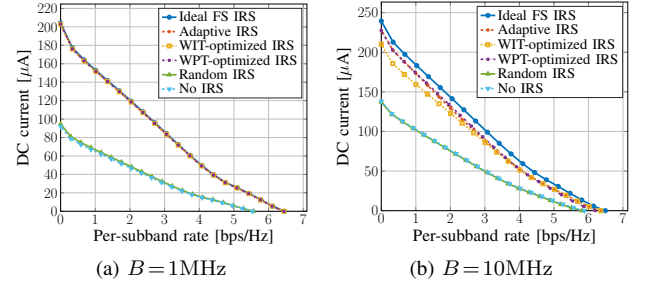 220
200
180
160
140
120
100
80
60
40
20
0
DC current [μA]
Ideal FS IRS
Adaptive IRS
WIT-optimized IRS
WPT-optimized IRS
Random IRS
No IRS
0 1 2 3 4 5 6 7
Per-subband rate [bps/Hz]
(a) B = 1MHz
250
200
150
100
50
0
DC current [μA]
Ideal FS IRS
Adaptive IRS
WIT-optimized IRS
WPT-optimized IRS
Random IRS
No IRS
0 1 2 3 4 5 6 7
Per-subband rate [bps/Hz]
(b) B = 10MHz